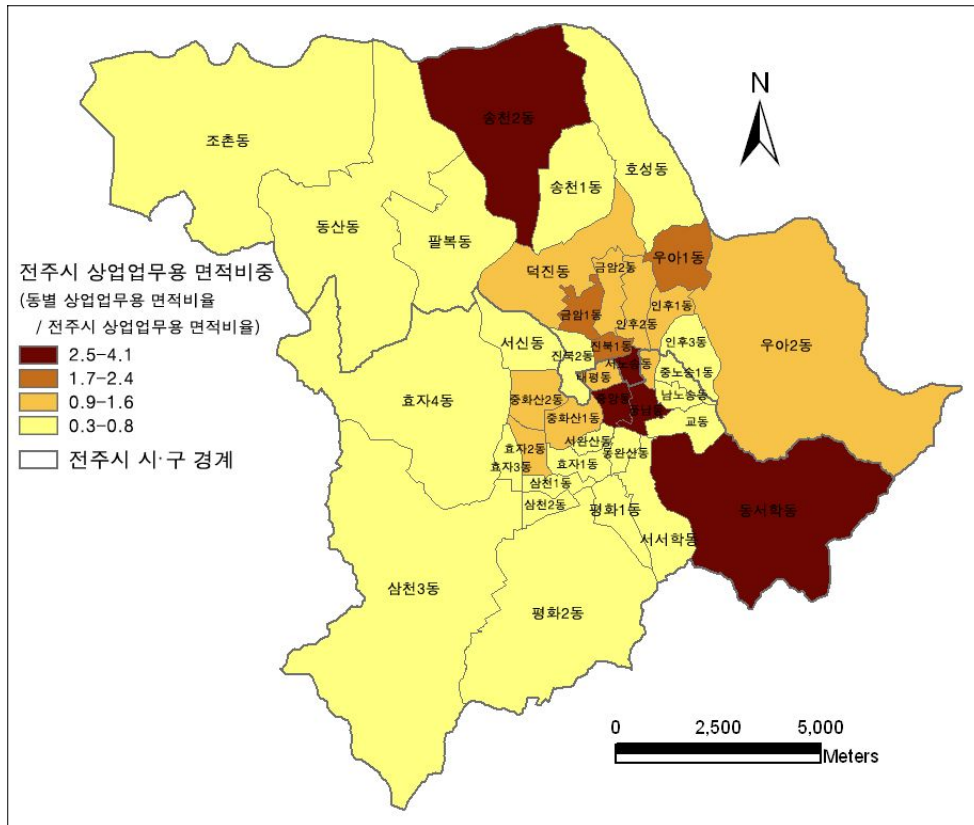 송천2동
N
조촌동
호성동
송천1동
동산동
팔복동
우아1동
덕진동
금암2동
전주시 상업업무용 면적비중
(동별 상업업무용 면적비율
/ 전주시 상업업무용 면적비율)
2.5-4.1
1.7-2.4
0.9-1.6
0.3-0.8
전주시 시·구 경계
금암1동
인후1동
인후2동
인후3동
우아2동
서신동
진북1동
진북2동
서노송동
태평동
중노송1동
남노송동
효자4동
중화산2동
중앙동
풍남동
중화산1동
교동
서완산동
효자2동
동완산동
효자3동
효자1동
삼천1동
삼천2동
평화1동
동서학동
서서학동
삼천3동
평화2동
0 2,500 5,000
Meters